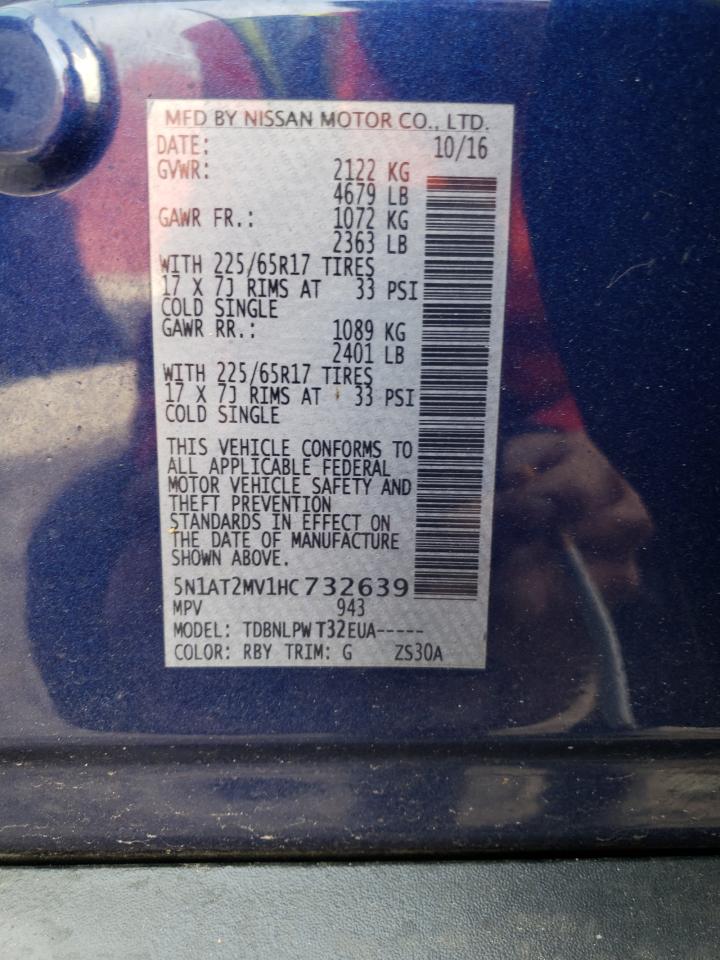 MFD BY NISSAN MOTOR CO., LTD.
DATE: 10/16
GVWR: 2122 KG
4679 LB
GAWR FR.: 1072 KG
2363 LB
WITH 225/65R17 TIRES
17 X 7J RIMS AT 33 PSI
COLD SINGLE
GAWR RR.: 1089 KG
2401 LB
WITH 225/65R17 TIRES
17 X 7J RIMS AT 33 PSI
COLD SINGLE
THIS VEHICLE CONFORMS TO
ALL APPLICABLE FEDERAL
MOTOR VEHICLE SAFETY AND
THEFT PREVENTION
STANDARDS IN EFFECT ON
THE DATE OF MANUFACTURE
SHOWN ABOVE.
5N1AT2MV1HC732639
MPV 943
MODEL: TDBNLPW T32EUA-----
COLOR: RBY TRIM: G ZS30A